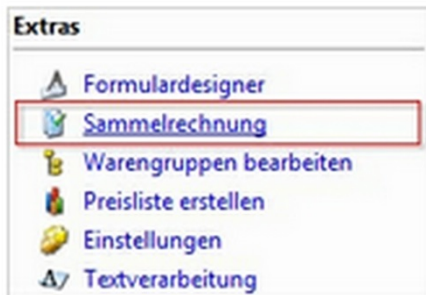 Extras
Formulardesigner
Sammelrechnung
Warengruppen bearbeiten
Preisliste erstellen
Einstellungen
Textverarbeitung